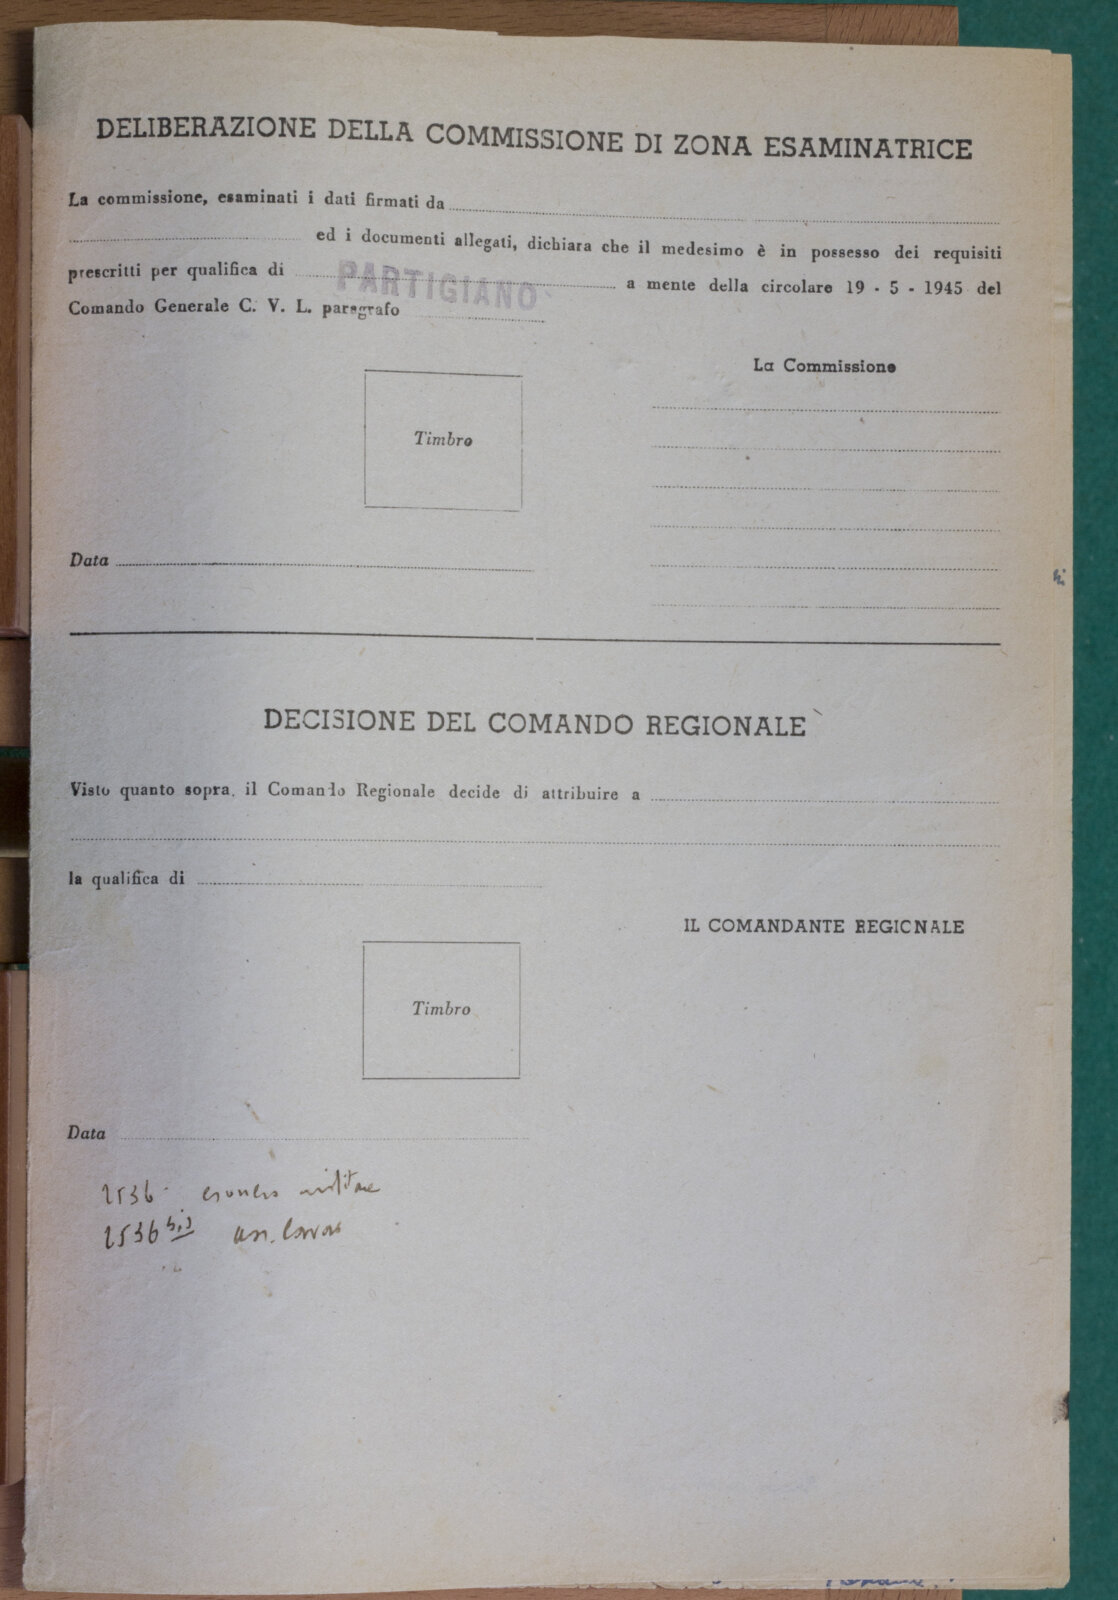 DELIBERAZIONE DELLA COMMISSIONE DI ZONA ESAMINATRICE
La commissione, esaminati i dati firmati da
ed i documenti allegati, dichiara che il medesimo è in possesso dei requisiti
prescritti per qualifica di PARTIGIANO a mente della circolare 19 - 5 - 1945 del
Comando Generale C. V. L. paragrafo
La Commissione
Timbro
Data
DECISIONE DEL COMANDO REGIONALE
Visto quanto sopra, il Comando Regionale decide di attribuire a
la qualifica di
IL COMANDANTE REGIONALE
Timbro
Data
2536 esonero militare
2536 bis